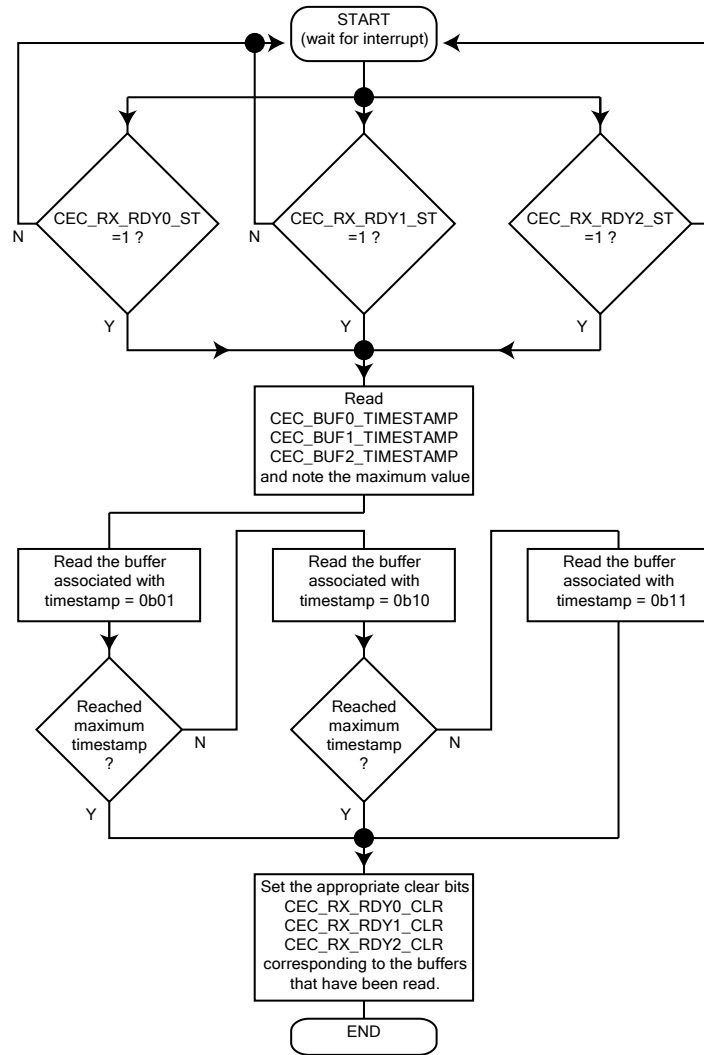 START
(wait for interrupt)
CEC_RX_RDY0_ST
=1 ?
N
Y
CEC_RX_RDY1_ST
=1 ?
N
Y
CEC_RX_RDY2_ST
=1 ?
Y
Read
CEC_BUF0_TIMESTAMP
CEC_BUF1_TIMESTAMP
CEC_BUF2_TIMESTAMP
and note the maximum value
Read the buffer
associated with
timestamp = 0b01
Read the buffer
associated with
timestamp = 0b10
Read the buffer
associated with
timestamp = 0b11
Reached
maximum
timestamp
?
N
Y
Reached
maximum
timestamp
?
N
Y
Set the appropriate clear bits
CEC_RX_RDY0_CLR
CEC_RX_RDY1_CLR
CEC_RX_RDY2_CLR
corresponding to the buffers
that have been read.
END